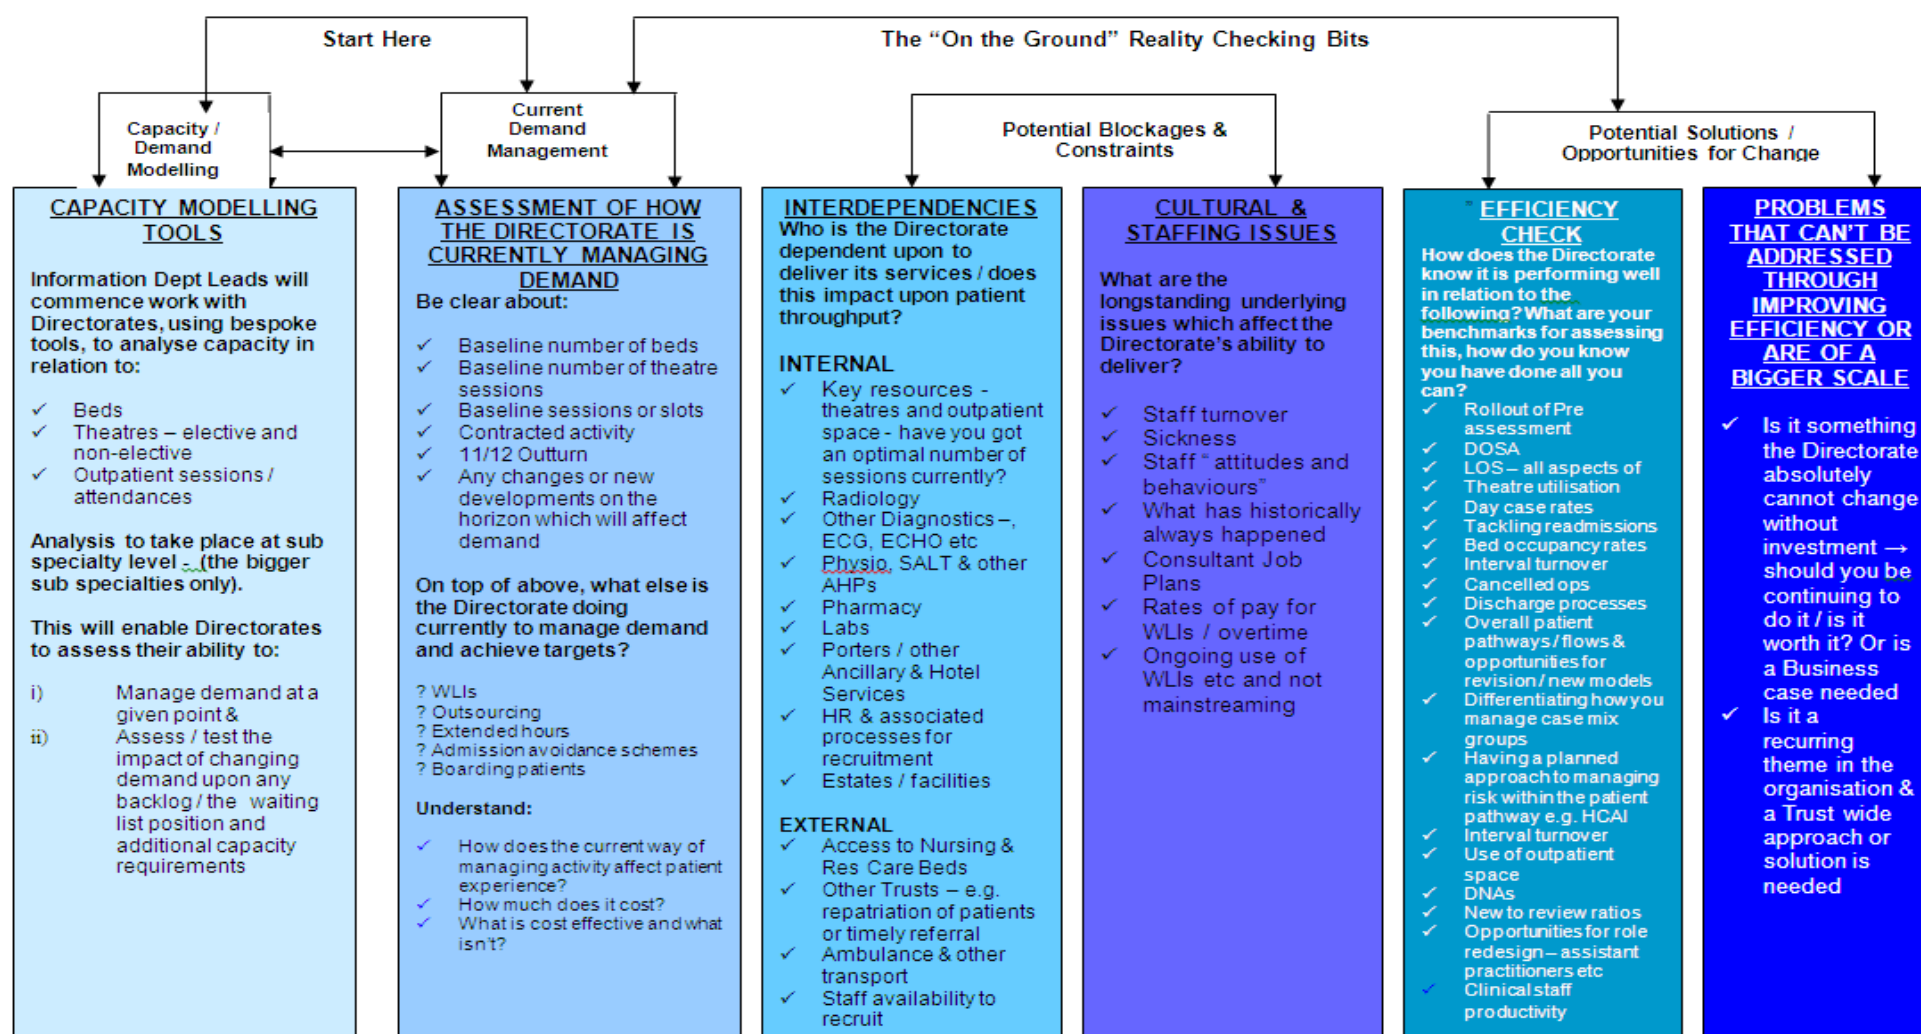 Start Here
The "On the Ground" Reality Checking Bits
Capacity /
Demand
Modelling
Current
Demand
Management
Potential Blockages &
Constraints
Potential Solutions /
Opportunities for Change
CAPACITY MODELLING
TOOLS
Information Dept Leads will
commence work with
Directorates, using bespoke
tools, to analyse capacity in
relation to:
✓ Beds
✓ Theatres – elective and
non-elective
✓ Outpatient sessions /
attendances
Analysis to take place at sub
specialty level - (the bigger
sub specialties only).
This will enable Directorates
to assess their ability to:
i) Manage demand at a
given point &
ii) Assess / test the
impact of changing
demand upon any
backlog / the waiting
list position and
additional capacity
requirements
ASSESSMENT OF HOW
THE DIRECTORATE IS
CURRENTLY MANAGING
DEMAND
Be clear about:
✓ Baseline number of beds
✓ Baseline number of theatre
sessions
✓ Baseline sessions or slots
✓ Contracted activity
✓ 11/12 Outturn
✓ Any changes or new
developments on the
horizon which will affect
demand
On top of above, what else is
the Directorate doing
currently to manage demand
and achieve targets?
? WLIs
? Outsourcing
? Extended hours
? Admission avoidance schemes
? Boarding patients
Understand:
✓ How does the current way of
managing activity affect patient
experience?
✓ How much does it cost?
✓ What is cost effective and what
isn't?
INTERDEPENDENCIES
Who is the Directorate
dependent upon to
deliver its services / does
this impact upon patient
throughput?
INTERNAL
✓ Key resources -
theatres and outpatient
space - have you got
an optimal number of
sessions currently?
✓ Radiology
✓ Other Diagnostics –,
ECG, ECHO etc
✓ Physio, SALT & other
AHPs
✓ Pharmacy
✓ Labs
✓ Porters / other
Ancillary & Hotel
Services
✓ HR & associated
processes for
recruitment
✓ Estates / facilities
EXTERNAL
✓ Access to Nursing &
Res Care Beds
✓ Other Trusts – e.g.
repatriation of patients
or timely referral
✓ Ambulance & other
transport
✓ Staff availability to
recruit
CULTURAL &
STAFFING ISSUES
What are the
longstanding underlying
issues which affect the
Directorate's ability to
deliver?
✓ Staff turnover
✓ Sickness
✓ Staff " attitudes and
behaviours"
✓ What has historically
always happened
✓ Consultant Job
Plans
✓ Rates of pay for
WLIs / overtime
✓ Ongoing use of
WLIs etc and not
mainstreaming
" EFFICIENCY
CHECK
How does the Directorate
know it is performing well
in relation to the
following? What are your
benchmarks for assessing
this, how do you know
you have done all you
can?
✓ Rollout of Pre
assessment
✓ DOSA
✓ LOS – all aspects of
✓ Theatre utilisation
✓ Day case rates
✓ Tackling readmissions
✓ Bed occupancy rates
✓ Interval turnover
✓ Cancelled ops
✓ Discharge processes
✓ Overall patient
pathways / flows &
opportunities for
revision / new models
✓ Differentiating how you
manage case mix
groups
✓ Having a planned
approach to managing
risk within the patient
pathway e.g. HCAI
✓ Interval turnover
✓ Use of outpatient
space
✓ DNAs
✓ New to review ratios
✓ Opportunities for role
redesign – assistant
practitioners etc
✓ Clinical staff
productivity
PROBLEMS
THAT CAN'T BE
ADDRESSED
THROUGH
IMPROVING
EFFICIENCY OR
ARE OF A
BIGGER SCALE
✓ Is it something
the Directorate
absolutely
cannot change
without
investment →
should you be
continuing to
do it / is it
worth it? Or is
a Business
case needed
✓ Is it a
recurring
theme in the
organisation &
a Trust wide
approach or
solution is
needed